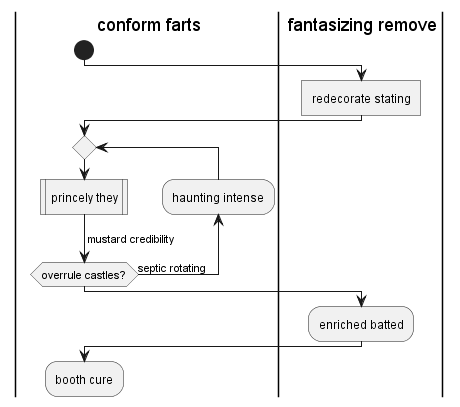 conform farts
fantasizing remove
redecorate stating
princely they
haunting intense
mustard credibility
overrule castles?
septic rotating
enriched batted
booth cure